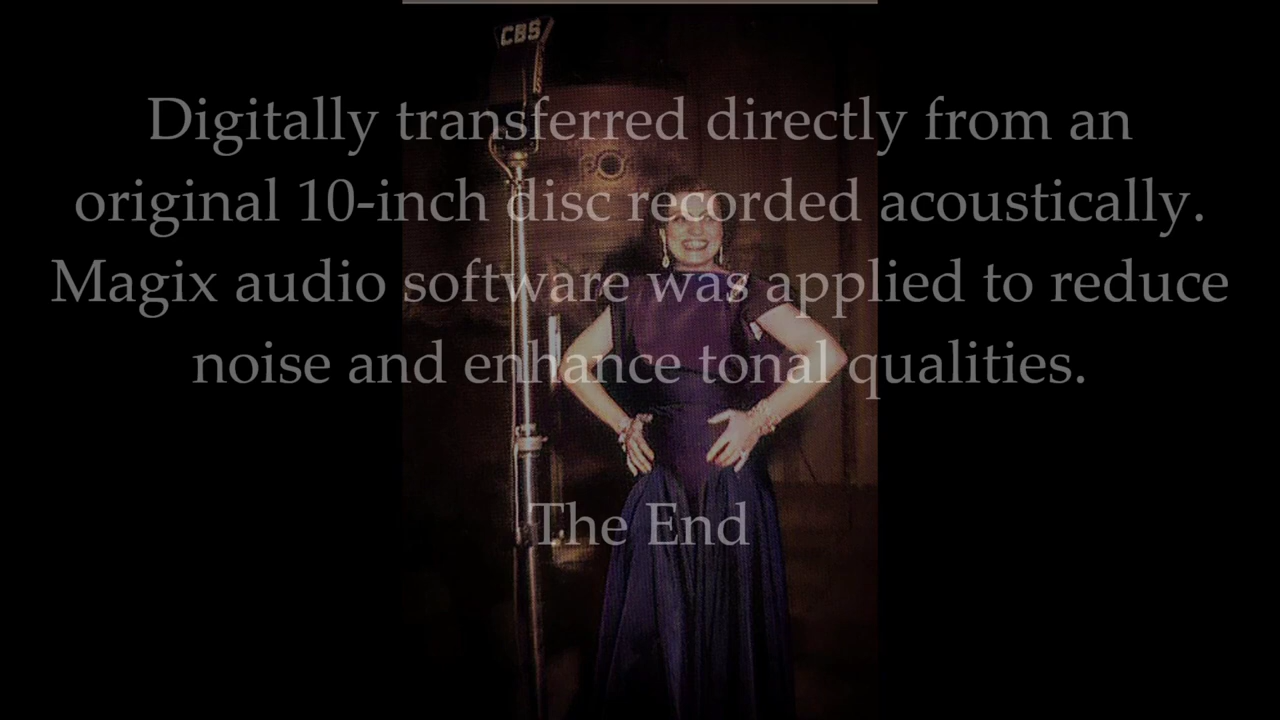 CBS
Digitally transferred directly from an
original 10-inch disc recorded acoustically.
Magix audio software was applied to reduce
noise and enhance tonal qualities.
The End